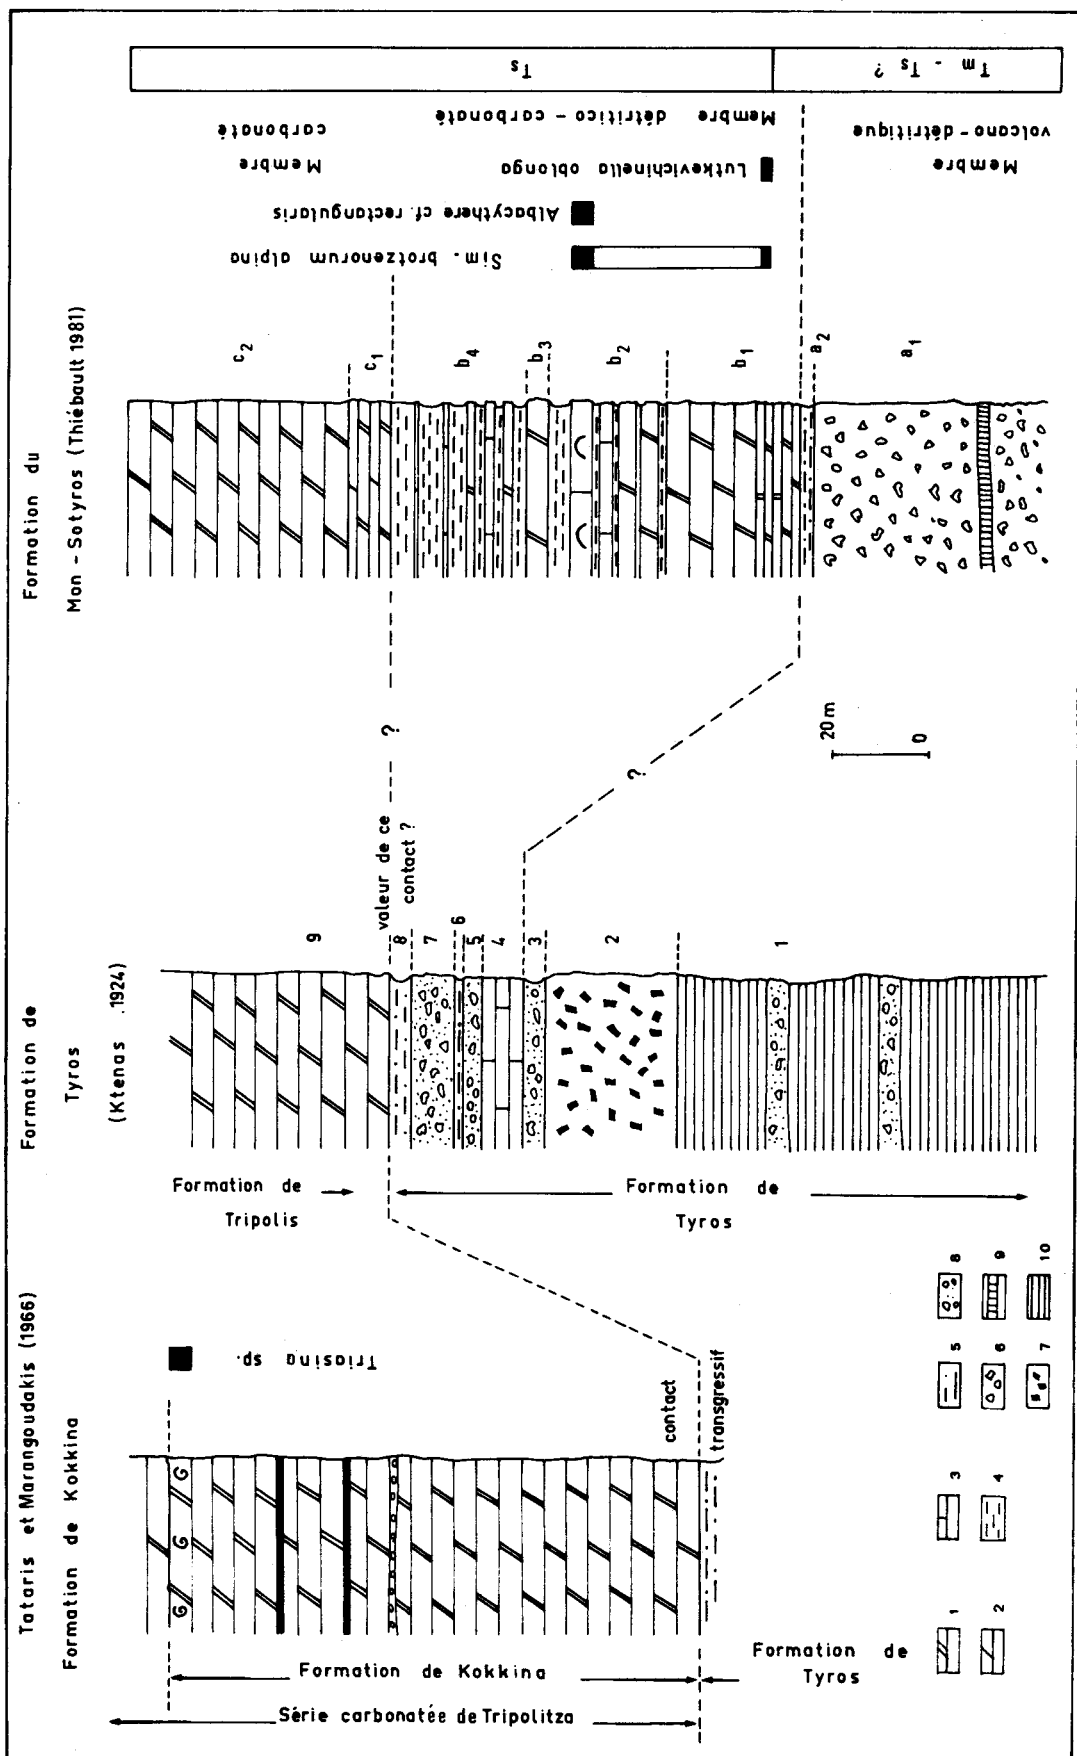 Tataris et Marangoudakis (1966)
Formation de Kokkina
Triasina sp.
contact
transgressif
Formation de Kokkina
Série carbonatée de Tripolitza
Formation de
Tyros
Formation de
Tyros
(Ktenas .1924)
9
8
7
6
5
4
3
2
1
valeur de ce
contact ?
Formation de
Tripolis
Formation de
Tyros
?
?
20m
0
Formation du
Mon - Sotyros (Thiébault 1981)
c2
c1
b4
b3
b2
b1
a2
a1
Sim. brotzenorum alpina
Albacythere cf. rectangularis
Lutkevichinella oblonga
Membre
carbonaté
Membre
détritico - carbonaté
Membre
volcano-détritique
Ts
Tm - Ts ?
1
2
3
4
5
6
7
8
9
10